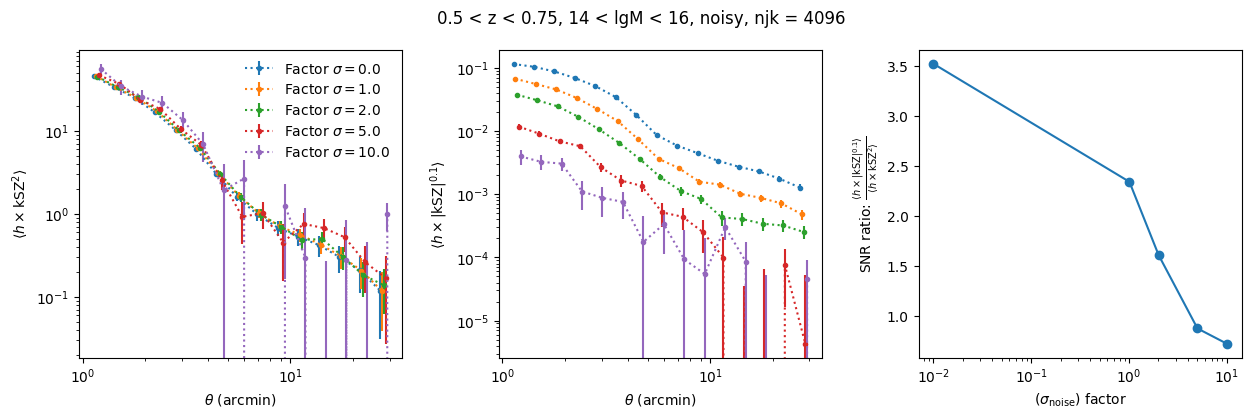 0.5 < z < 0.75, 14 < lgM < 16, noisy, njk = 4096
⟨h × kSZ²⟩
10¹
10⁰
10⁻¹
10⁰
10¹
θ (arcmin)
Factor σ = 0.0
Factor σ = 1.0
Factor σ = 2.0
Factor σ = 5.0
Factor σ = 10.0
⟨h × |kSZ|⁰·¹⟩
10⁻¹
10⁻²
10⁻³
10⁻⁴
10⁻⁵
10⁰
10¹
θ (arcmin)
SNR ratio: ⟨h × |kSZ|⁰·¹⟩ / ⟨h × kSZ²⟩
3.5
3.0
2.5
2.0
1.5
1.0
10⁻²
10⁻¹
10⁰
10¹
(σnoise) factor